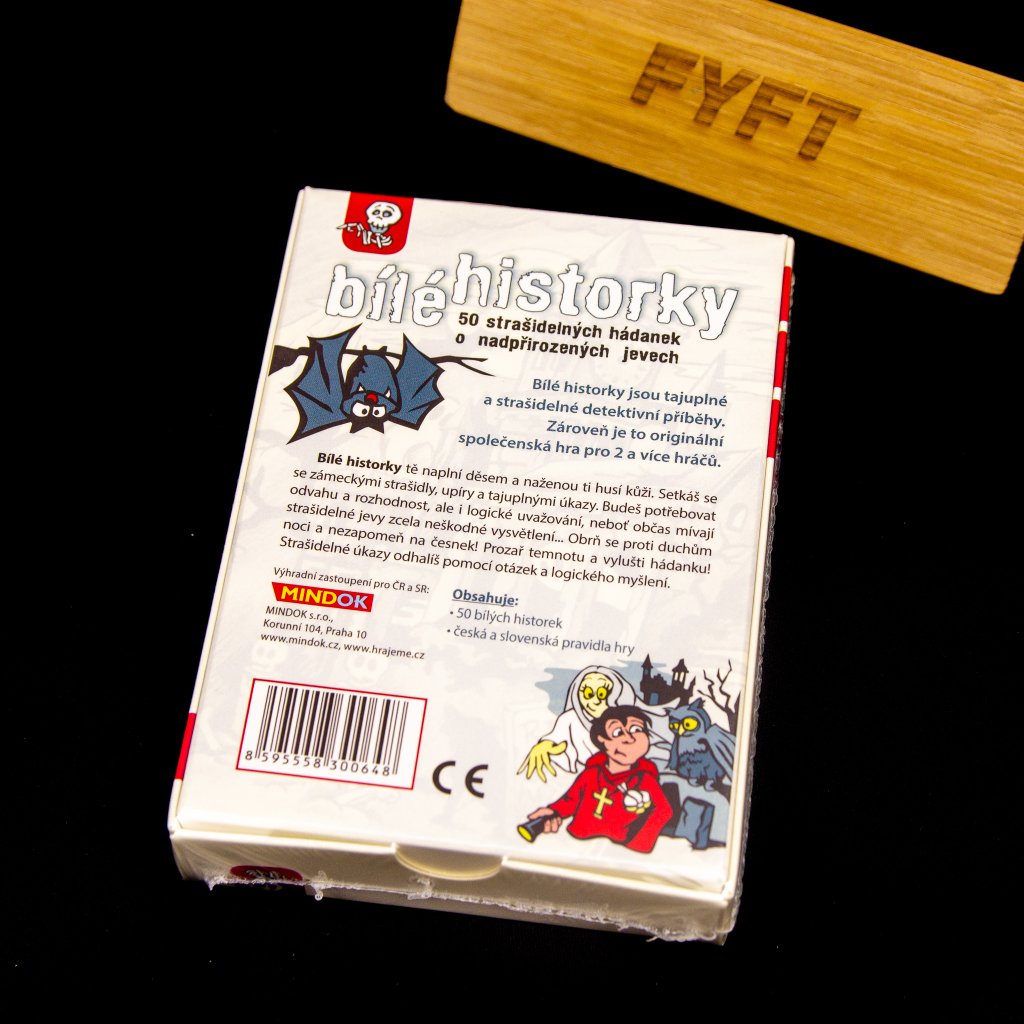 FYFT
bílé historky
50 strašidelných hádanek
o nadpřirozených jevech
Bílé historky jsou tajuplné
a strašidelné detektivní příběhy.
Zároveň je to originální
společenská hra pro 2 a více hráčů.
Bílé historky tě naplní děsem a naženou ti husí kůži. Setkáš se
se zámeckými strašidly, upíry a tajuplnými úkazy. Budeš potřebovat
odvahu a rozhodnost, ale i logické uvažování, neboť občas mívají
strašidelné jevy zcela neškodné vysvětlení... Obrň se proti duchům
noci a nezapomeň na česnek! Prozař temnotu a vylušti hádanku!
Strašidelné úkazy odhalíš pomocí otázek a logického myšlení.
Výhradní zastoupení pro ČR a SR:
MINDOK
MINDOK s.r.o.,
Korunní 104, Praha 10
www.mindok.cz, www.hrajeme.cz
Obsahuje:
• 50 bílých historek
• česká a slovenská pravidla hry
8 595558 300648
CE